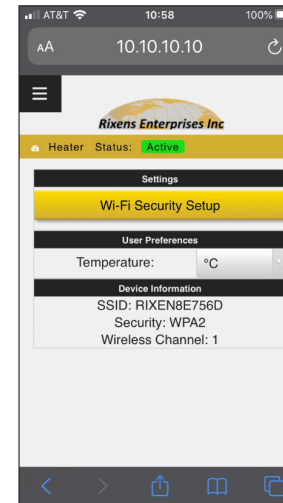 AT&T 10:58 100%
AA 10.10.10.10
Rixens Enterprises Inc
Heater Status: Active
Settings
Wi-Fi Security Setup
User Preferences
Temperature: °C
Device Information
SSID: RIXEN8E756D
Security: WPA2
Wireless Channel: 1